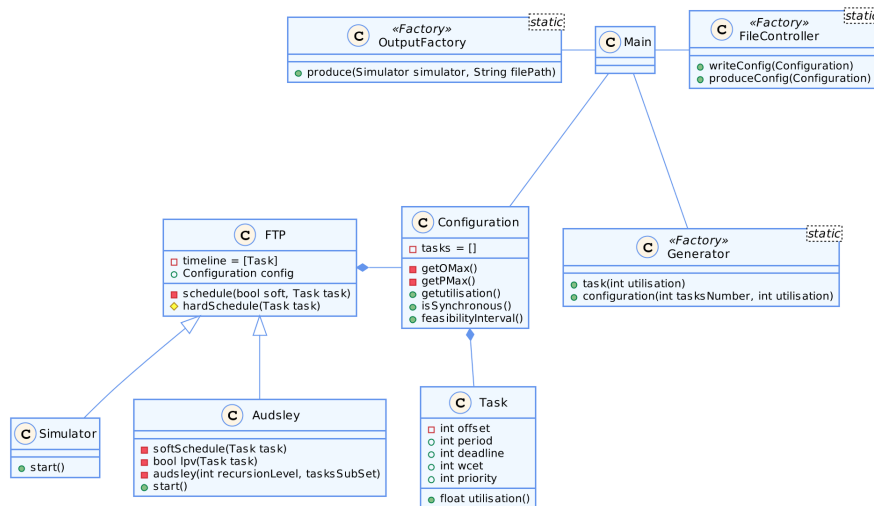 static
«Factory»
OutputFactory
produce(Simulator simulator, String filePath)
C
Main
static
«Factory»
FileController
writeConfig(Configuration)
produceConfig(Configuration)
C
FTP
timeline = [Task]
Configuration config
schedule(bool soft, Task task)
hardSchedule(Task task)
C
Configuration
tasks = []
getOMax()
getPMax()
getutilisation()
isSynchronous()
feasibilityInterval()
static
«Factory»
Generator
task(int utilisation)
configuration(int tasksNumber, int utilisation)
C
Simulator
start()
C
Audsley
softSchedule(Task task)
bool lpv(Task task)
audsley(int recursionLevel, tasksSubSet)
start()
C
Task
int offset
int period
int deadline
int wcet
int priority
float utilisation()